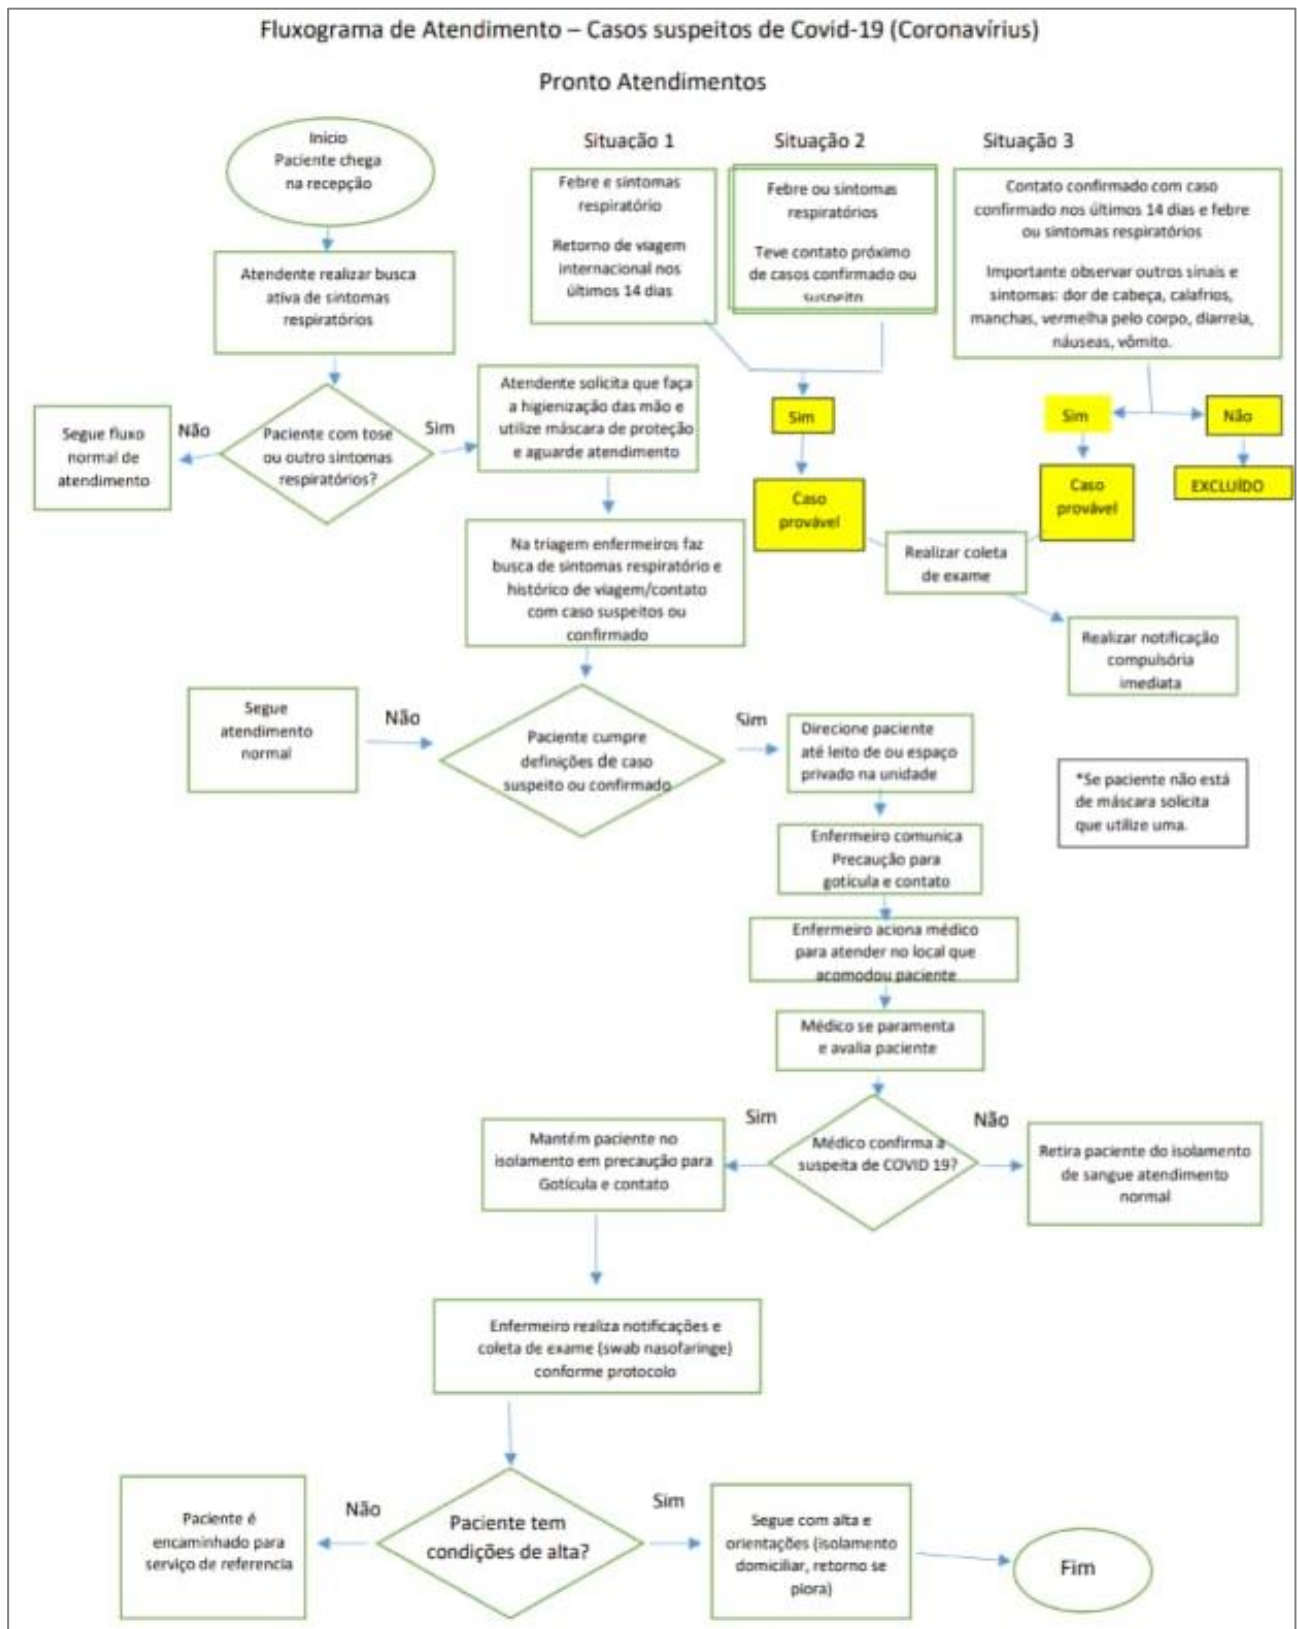 Fluxograma de Atendimento – Casos suspeitos de Covid-19 (Coronavírius)
Pronto Atendimentos
Início
Paciente chega
na recepção
Atendente realizar busca
ativa de sintomas
respiratórios
Paciente com tose
ou outro sintomas
respiratórios?
Não
Segue fluxo
normal de
atendimento
Sim
Atendente solicita que faça
a higienização das mão e
utilize máscara de proteção
e aguarde atendimento
Situação 1
Febre e sintomas
respiratório
Retorno de viagem
internacional nos
últimos 14 dias
Situação 2
Febre ou sintomas
respiratórios
Teve contato próximo
de casos confirmado ou
suspeito
Situação 3
Contato confirmado com caso
confirmado nos últimos 14 dias e febre
ou sintomas respiratórios
Importante observar outros sinais e
sintomas: dor de cabeça, calafrios,
manchas, vermelha pelo corpo, diarreia,
náuseas, vômito.
Sim
Caso
provável
Sim
Caso
provável
Não
EXCLUÍDO
Realizar coleta
de exame
Realizar notificação
compulsória
imediata
Na triagem enfermeiros faz
busca de sintomas respiratório e
histórico de viagem/contato
com caso suspeitos ou
confirmado
Segue
atendimento
normal
Não
Paciente cumpre
definições de caso
suspeito ou confirmado
Sim
Direcione paciente
até leito de ou espaço
privado na unidade
*Se paciente não está
de máscara solicita
que utilize uma.
Enfermeiro comunica
Precaução para
gotícula e contato
Enfermeiro aciona médico
para atender no local que
acomodou paciente
Médico se paramenta
e avalia paciente
Médico confirma a
suspeita de COVID 19?
Sim
Mantém paciente no
isolamento em precaução para
Gotícula e contato
Não
Retira paciente do isolamento
de sangue atendimento
normal
Enfermeiro realiza notificações e
coleta de exame (swab nasofaringe)
conforme protocolo
Paciente tem
condições de alta?
Não
Paciente é
encaminhado para
serviço de referencia
Sim
Segue com alta e
orientações (isolamento
domiciliar, retorno se
piora)
Fim